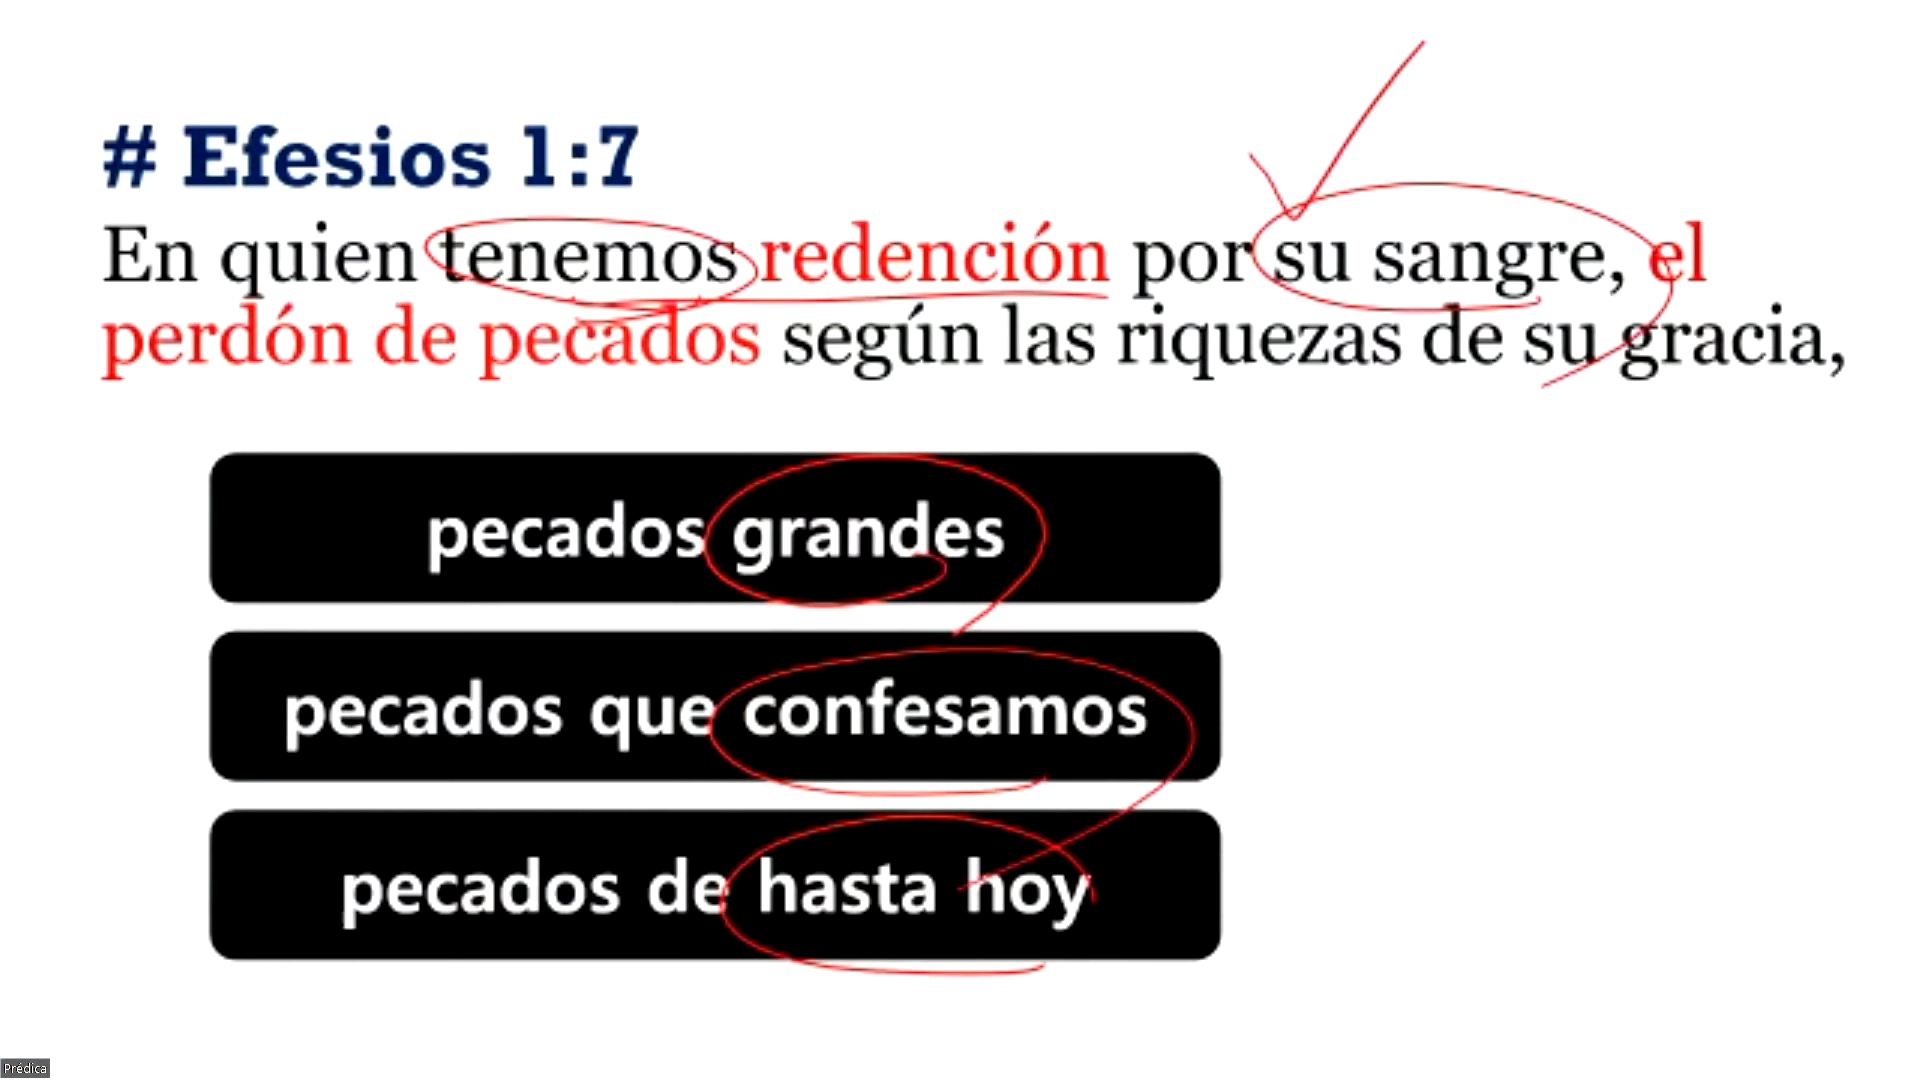 # Efesios 1:7
En quien tenemos redención por su sangre, el
perdón de pecados según las riquezas de su gracia,
pecados grandes
pecados que confesamos
pecados de hasta hoy
Prédica